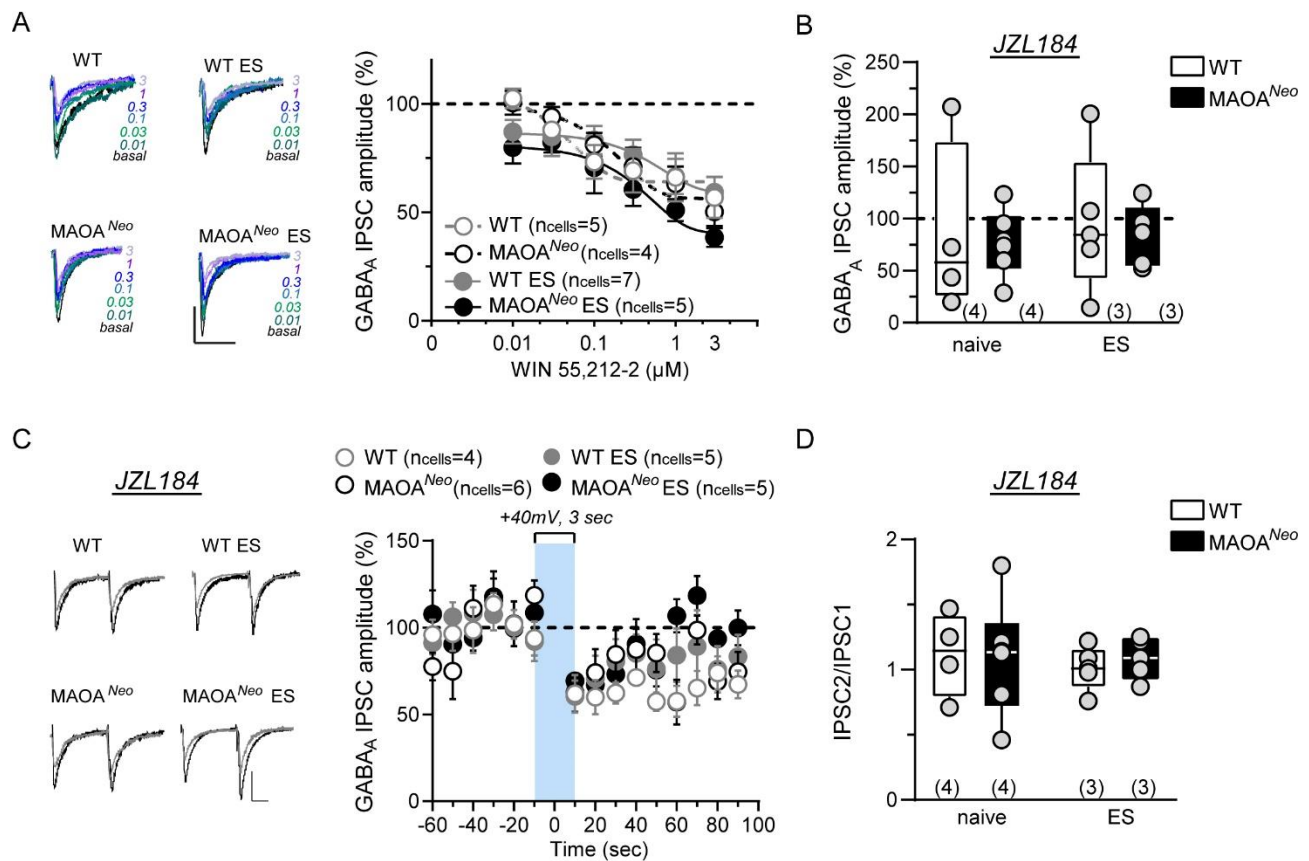 A
WT
3
1
0.3
0.1
0.03
0.01
basal
WT ES
3
1
0.3
0.1
0.03
0.01
basal
MAOA Neo
3
1
0.3
0.1
0.03
0.01
basal
MAOA Neo ES
3
1
0.3
0.1
0.03
0.01
basal
GABAA IPSC amplitude (%)
100
50
0
WT (ncells=5)
MAOA Neo (ncells=4)
WT ES (ncells=7)
MAOA Neo ES (ncells=5)
0 0.01 0.1 1 3
WIN 55,212-2 (µM)
B
JZL184
WT
MAOA Neo
GABAA IPSC amplitude (%)
250
200
150
100
50
0
(4) (4) (3) (3)
naive ES
C
JZL184
WT
WT ES
MAOA Neo
MAOA Neo ES
WT (ncells=4)
WT ES (ncells=5)
MAOA Neo (ncells=6)
MAOA Neo ES (ncells=5)
+40mV, 3 sec
GABAA IPSC amplitude (%)
150
100
50
0
-60 -40 -20 0 20 40 60 80 100
Time (sec)
D
JZL184
WT
MAOA Neo
IPSC2/IPSC1
2
1
0
(4) (4) (3) (3)
naive ES